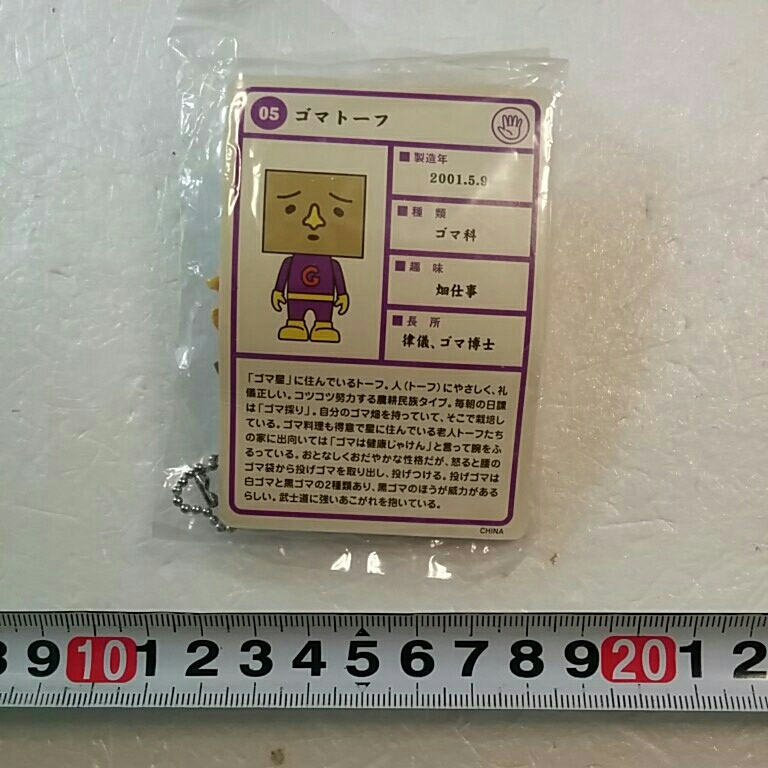 05 ゴマトーフ
■製造年
2001.5.9
■種 類
ゴマ科
■趣 味
畑仕事
■長 所
律儀、ゴマ博士
G
「ゴマ星」に住んでいるトーフ。人(トーフ)にやさしく、礼
儀正しい。コツコツ努力する農耕民族タイプ。毎朝の日課
は「ゴマ採り」。自分のゴマ畑を持っていて、そこで栽培し
ている。ゴマ料理も得意で星に住んでいる老人トーフたち
の家に出向いては「ゴマは健康じゃけん」と言って腕をふ
るっている。おとなしくおだやかな性格だが、怒ると腰の
ゴマ袋から投げゴマを取り出し、投げつける。投げゴマは
白ゴマと黒ゴマの2種類あり、黒ゴマのほうが威力がある
らしい。武士道に強いあこがれを抱いている。
CHINA
8 9 10 1 2 3 4 5 6 7 8 9 20 1 2